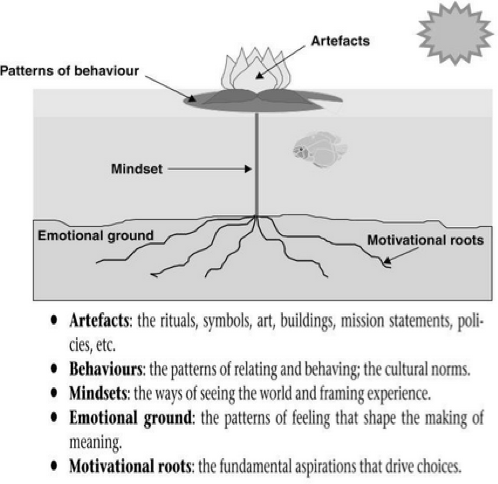 Artefacts
Patterns of behaviour
Mindset
Emotional ground
Motivational roots
• Artefacts: the rituals, symbols, art, buildings, mission statements, poli-
cies, etc.
• Behaviours: the patterns of relating and behaving; the cultural norms.
• Mindsets: the ways of seeing the world and framing experience.
• Emotional ground: the patterns of feeling that shape the making of
meaning.
• Motivational roots: the fundamental aspirations that drive choices.